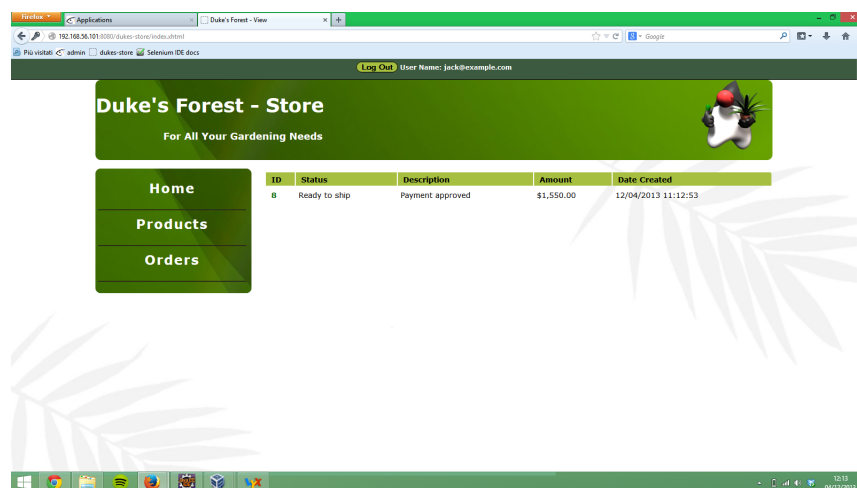 Firefox
Applications
Duke's Forest - View
192.168.56.101:8080/dukes-store/index.xhtml
Google
Più visitati admin dukes-store Selenium IDE docs
Log Out User Name: jack@example.com
Duke's Forest - Store
For All Your Gardening Needs
Home
Products
Orders
ID Status Description Amount Date Created
8 Ready to ship Payment approved $1,550.00 12/04/2013 11:12:53
12:13
04/12/2013